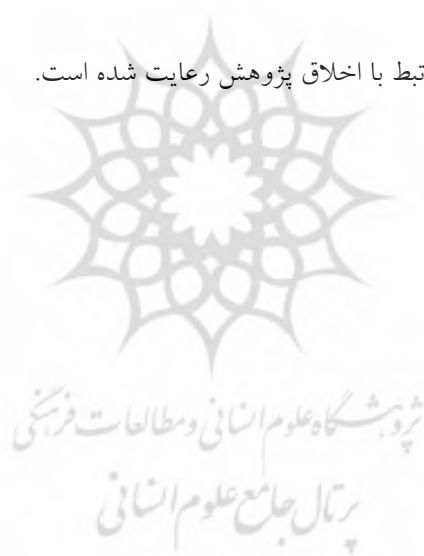 تبط با اخلاق پژوهش رعایت شده است.
پژوهشگاه علوم انسانی و مطالعات فرهنگی
پرتال جامع علوم انسانی